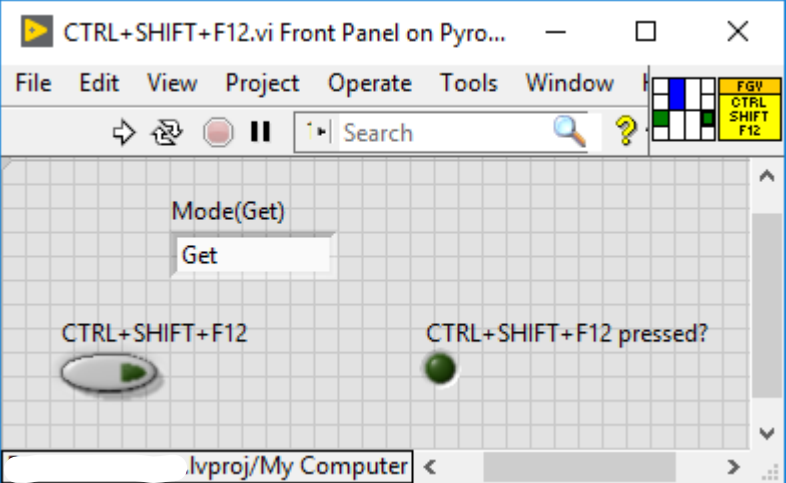 CTRL+SHIFT+F12.vi Front Panel on Pyro...
File Edit View Project Operate Tools Window
FGV
CTRL
SHIFT
F12
Search
Mode(Get)
Get
CTRL+SHIFT+F12
CTRL+SHIFT+F12 pressed?
.lvproj/My Computer